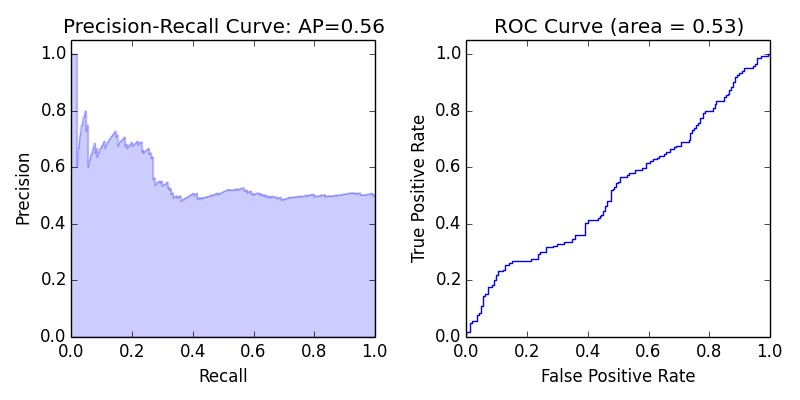 Precision-Recall Curve: AP=0.56
1.0
0.8
0.6
0.4
0.2
0.0
Precision
0.0 0.2 0.4 0.6 0.8 1.0
Recall
ROC Curve (area = 0.53)
1.0
0.8
0.6
0.4
0.2
0.0
True Positive Rate
0.0 0.2 0.4 0.6 0.8 1.0
False Positive Rate